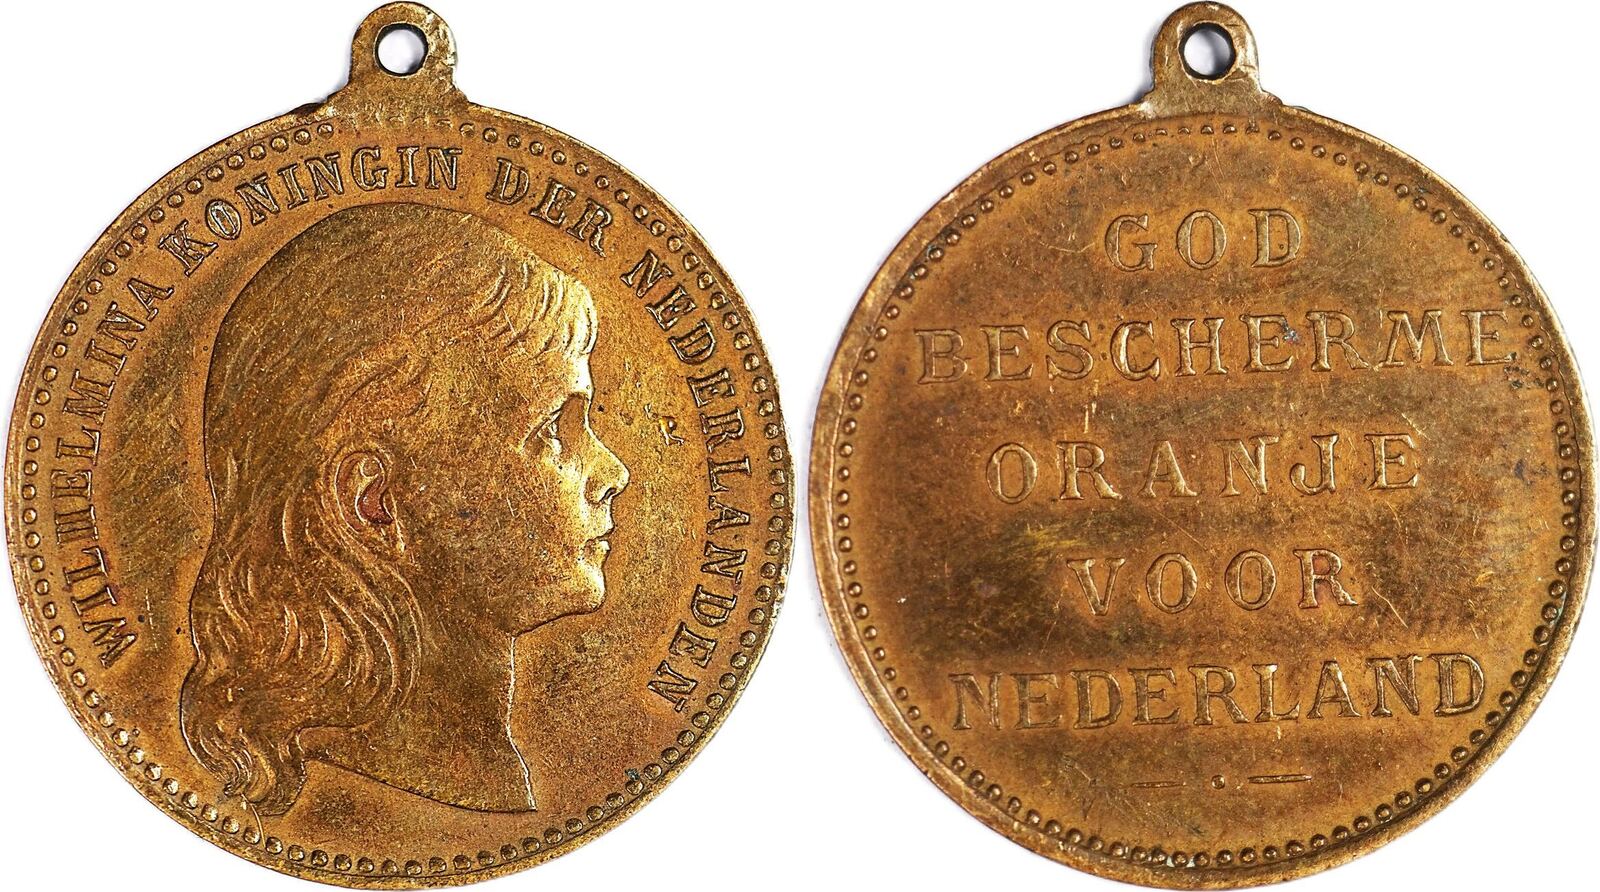 WILHELMINA KONINGIN DER NEDERLANDEN
GOD
BESCHERME
ORANJE
VOOR
NEDERLAND